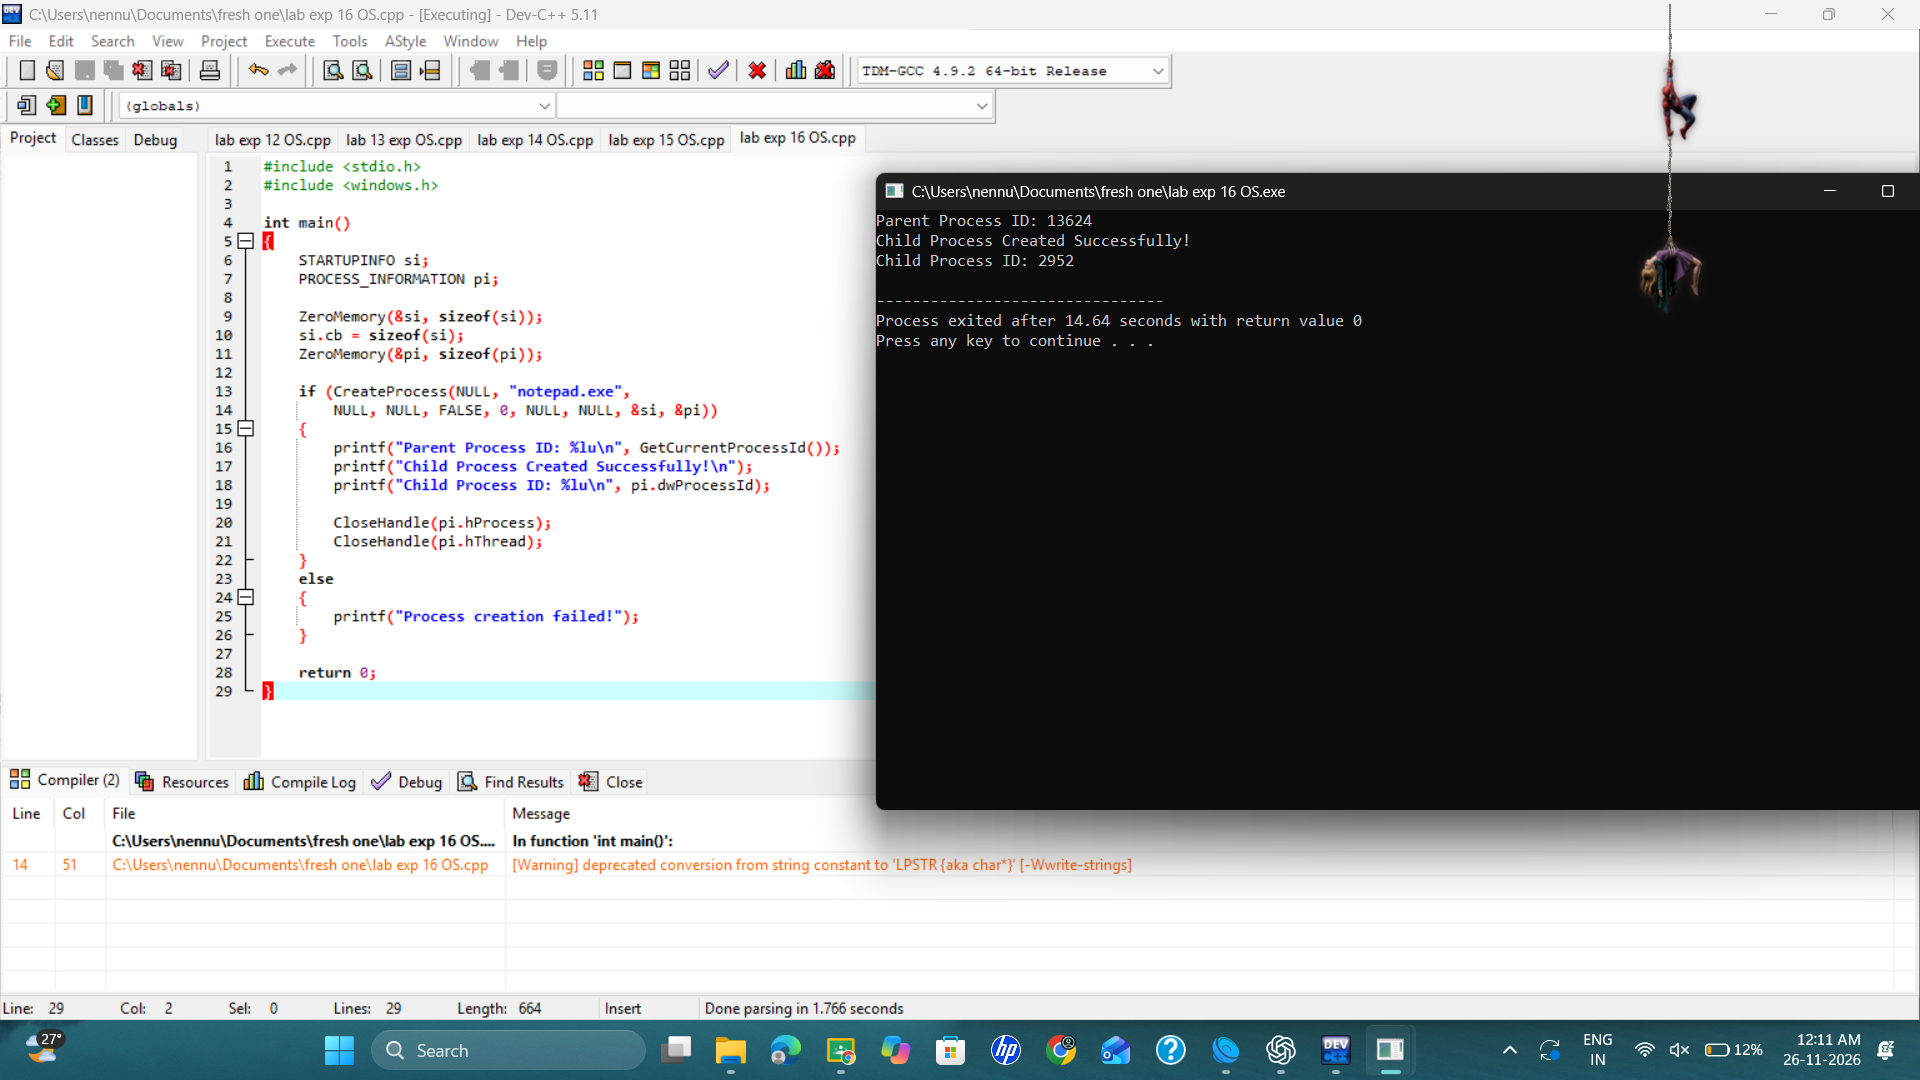 C:\Users\nennu\Documents\fresh one\lab exp 16 OS.cpp - [Executing] - Dev-C++ 5.11
File Edit Search View Project Execute Tools AStyle Window Help
TDM-GCC 4.9.2 64-bit Release
(globals)
Project Classes Debug
lab exp 12 OS.cpp lab 13 exp OS.cpp lab exp 14 OS.cpp lab exp 15 OS.cpp lab exp 16 OS.cpp
1 #include <stdio.h>
2 #include <windows.h>
3
4 int main()
5 {
6 STARTUPINFO si;
7 PROCESS_INFORMATION pi;
8
9 ZeroMemory(&si, sizeof(si));
10 si.cb = sizeof(si);
11 ZeroMemory(&pi, sizeof(pi));
12
13 if (CreateProcess(NULL, "notepad.exe",
14 NULL, NULL, FALSE, 0, NULL, NULL, &si, &pi))
15 {
16 printf("Parent Process ID: %lu\n", GetCurrentProcessId());
17 printf("Child Process Created Successfully!\n");
18 printf("Child Process ID: %lu\n", pi.dwProcessId);
19
20 CloseHandle(pi.hProcess);
21 CloseHandle(pi.hThread);
22 }
23 else
24 {
25 printf("Process creation failed!");
26 }
27
28 return 0;
29 }
C:\Users\nennu\Documents\fresh one\lab exp 16 OS.exe
Parent Process ID: 13624
Child Process Created Successfully!
Child Process ID: 2952
--------------------------------
Process exited after 14.64 seconds with return value 0
Press any key to continue . . .
Compiler (2) Resources Compile Log Debug Find Results Close
Line Col File Message
C:\Users\nennu\Documents\fresh one\lab exp 16 OS.... In function 'int main()':
14 51 C:\Users\nennu\Documents\fresh one\lab exp 16 OS.cpp [Warning] deprecated conversion from string constant to 'LPSTR {aka char*}' [-Wwrite-strings]
Line: 29 Col: 2 Sel: 0 Lines: 29 Length: 664 Insert Done parsing in 1.766 seconds
27°
Search
hp
DEV
ENG
IN
12%
12:11 AM
26-11-2026